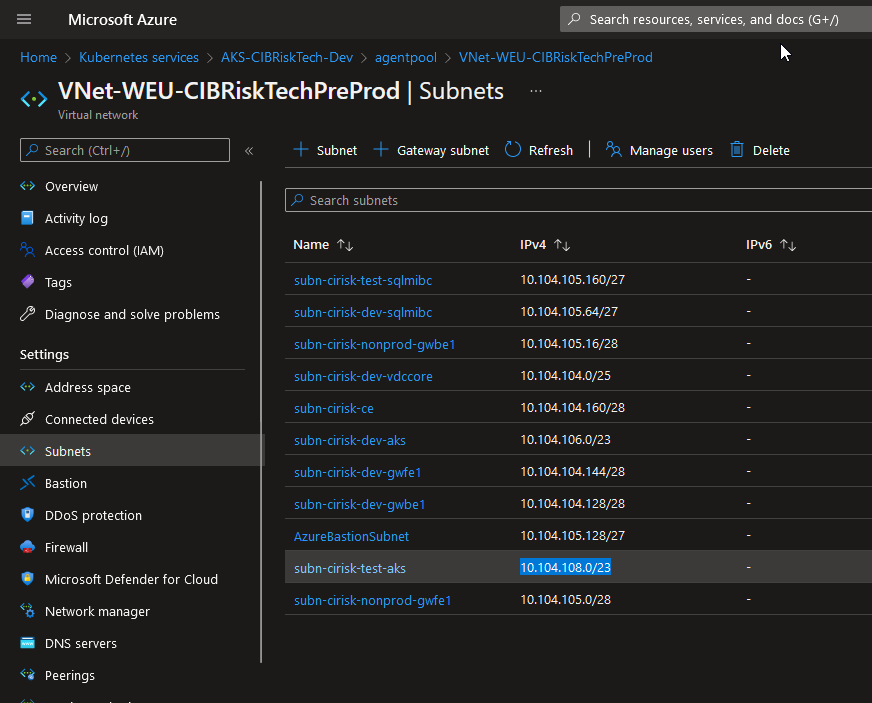 Microsoft Azure
Search resources, services, and docs (G+/)
Home > Kubernetes services > AKS-CIBRiskTech-Dev > agentpool > VNet-WEU-CIBRiskTechPreProd
VNet-WEU-CIBRiskTechPreProd | Subnets ...
Virtual network
Search (Ctrl+/) «
+ Subnet + Gateway subnet Refresh | Manage users Delete
Overview
Activity log
Access control (IAM)
Tags
Diagnose and solve problems
Settings
Address space
Connected devices
Subnets
Bastion
DDoS protection
Firewall
Microsoft Defender for Cloud
Network manager
DNS servers
Peerings
Search subnets
Name ↑↓ IPv4 ↑↓ IPv6 ↑↓
subn-cirisk-test-sqlmibc 10.104.105.160/27 -
subn-cirisk-dev-sqlmibc 10.104.105.64/27 -
subn-cirisk-nonprod-gwbe1 10.104.105.16/28 -
subn-cirisk-dev-vdccore 10.104.104.0/25 -
subn-cirisk-ce 10.104.104.160/28 -
subn-cirisk-dev-aks 10.104.106.0/23 -
subn-cirisk-dev-gwfe1 10.104.104.144/28 -
subn-cirisk-dev-gwbe1 10.104.104.128/28 -
AzureBastionSubnet 10.104.105.128/27 -
subn-cirisk-test-aks 10.104.108.0/23 -
subn-cirisk-nonprod-gwfe1 10.104.105.0/28 -